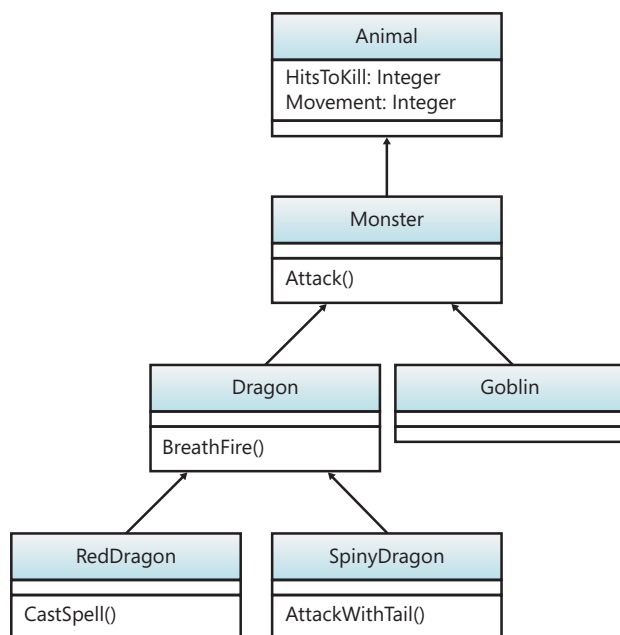 Animal
HitsToKill: Integer
Movement: Integer
Monster
Attack()
Dragon
BreathFire()
Goblin
RedDragon
CastSpell()
SpinyDragon
AttackWithTail()